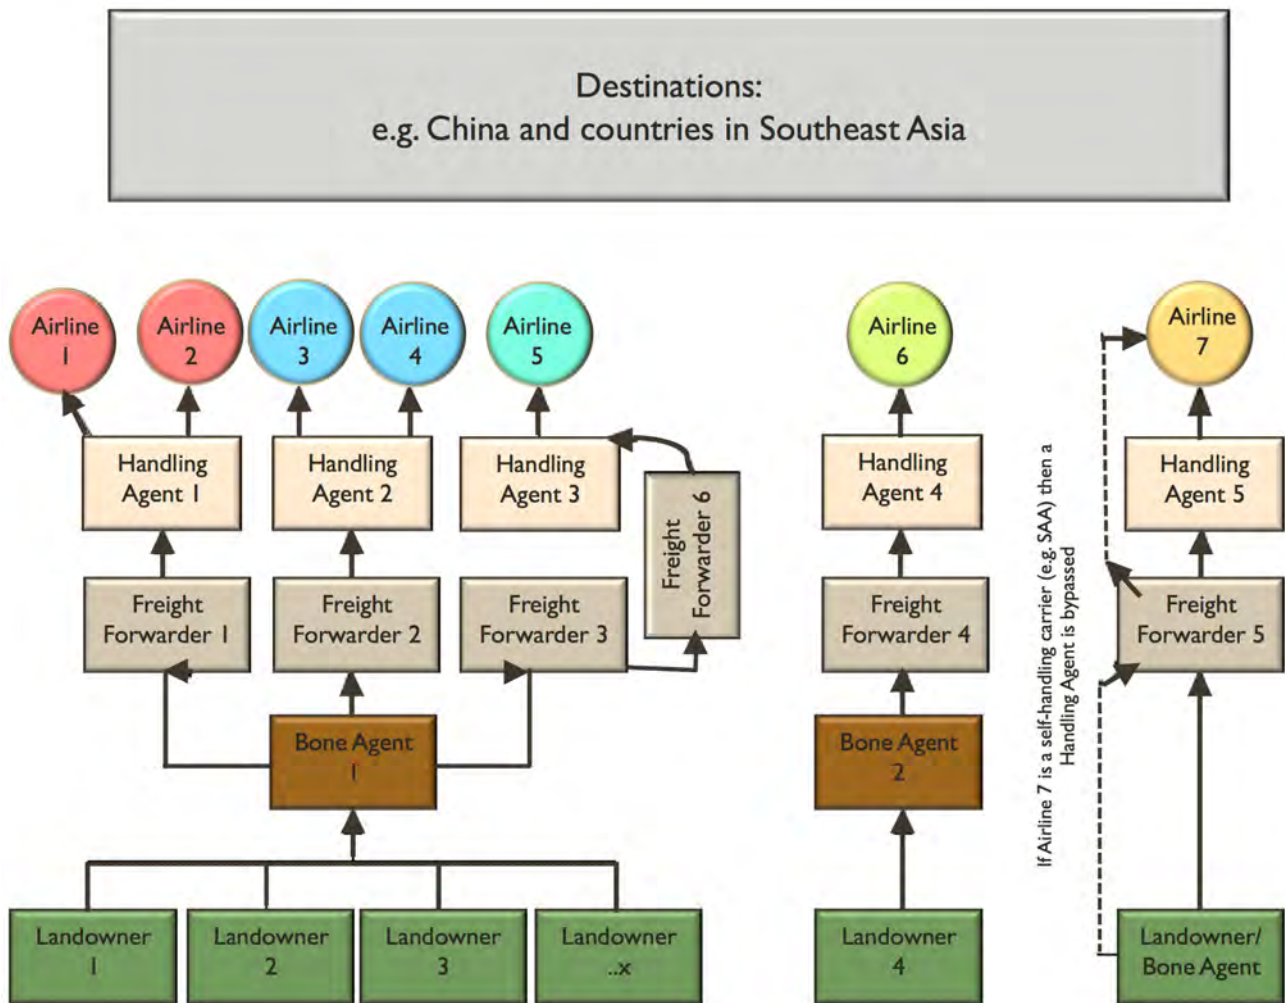 Destinations:
e.g. China and countries in Southeast Asia
Airline
1
Airline
2
Airline
3
Airline
4
Airline
5
Airline
6
Airline
7
Handling
Agent 1
Handling
Agent 2
Handling
Agent 3
Freight
Forwarder 6
Handling
Agent 4
If Airline 7 is a self-handling carrier (e.g. SAA) then a
Handling Agent is bypassed
Handling
Agent 5
Freight
Forwarder 1
Freight
Forwarder 2
Freight
Forwarder 3
Freight
Forwarder 4
Freight
Forwarder 5
Bone Agent
1
Bone Agent
2
Landowner
1
Landowner
2
Landowner
3
Landowner
..x
Landowner
4
Landowner/
Bone Agent